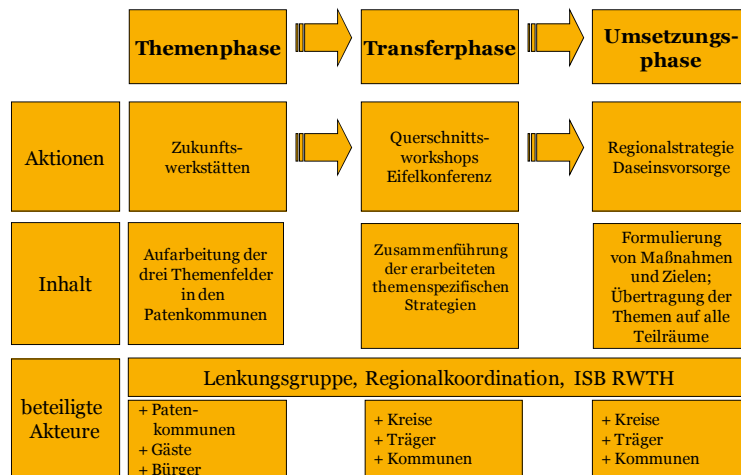 Themenphase
Transferphase
Umsetzungs-
phase
Aktionen
Zukunfts-
werkstätten
Querschnitts-
workshops
Eifelkonferenz
Regionalstrategie
Daseinsvorsorge
Inhalt
Aufarbeitung der
drei Themenfelder
in den
Patenkommunen
Zusammenführung
der erarbeiteten
themenspezifischen
Strategien
Formulierung
von Maßnahmen
und Zielen;
Übertragung der
Themen auf alle
Teilräume
beteiligte
Akteure
Lenkungsgruppe, Regionalkoordination, ISB RWTH
+ Paten-
kommunen
+ Gäste
+ Bürger
+ Kreise
+ Träger
+ Kommunen
+ Kreise
+ Träger
+ Kommunen